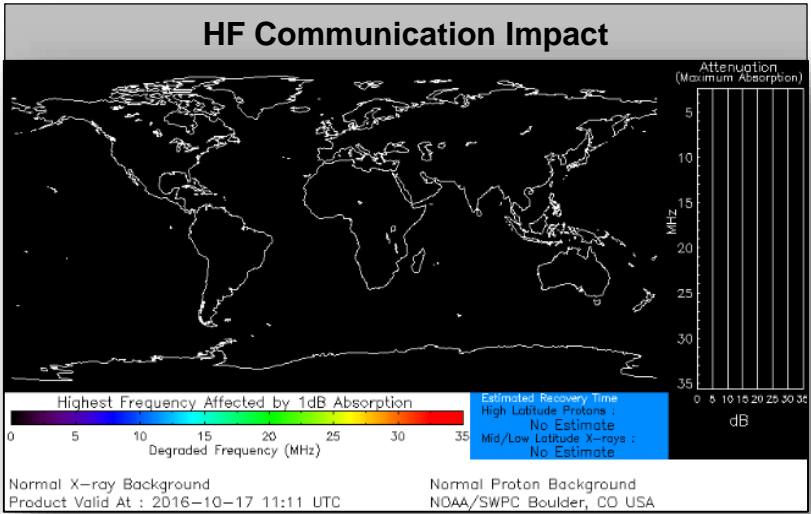 HF Communication Impact
Attenuation
(Maximum Absorption)
5
10
15
20
25
30
35
MHz
0 5 10 15 20 25 30 35
dB
Highest Frequency Affected by 1dB Absorption
0 5 10 15 20 25 30 35
Degraded Frequency (MHz)
Estimated Recovery Time
High Latitude Protons :
No Estimate
Mid/Low Latitude X-rays :
No Estimate
Normal X-ray Background
Normal Proton Background
Product Valid At : 2016-10-17 11:11 UTC
NOAA/SWPC Boulder, CO USA